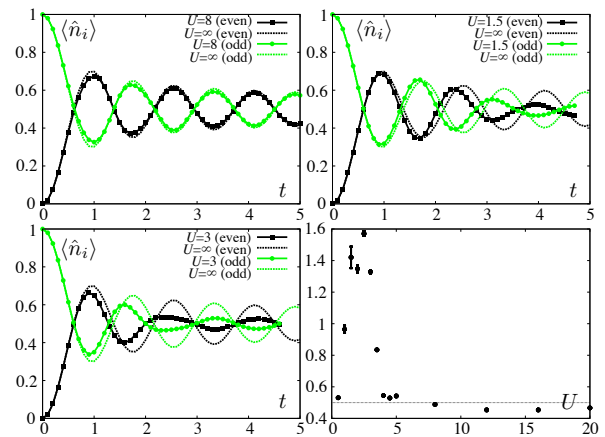 ⟨n̂ᵢ⟩
U=8 (even)
U=∞ (even)
U=8 (odd)
U=∞ (odd)
1
0.8
0.6
0.4
0.2
0
0 1 2 3 4 5
t
⟨n̂ᵢ⟩
U=1.5 (even)
U=∞ (even)
U=1.5 (odd)
U=∞ (odd)
1
0.8
0.6
0.4
0.2
0
0 1 2 3 4 5
t
⟨n̂ᵢ⟩
U=3 (even)
U=∞ (even)
U=3 (odd)
U=∞ (odd)
1
0.8
0.6
0.4
0.2
0
0 1 2 3 4 5
t
1.6
1.4
1.2
1
0.8
0.6
0.4
0 5 10 15 20
U